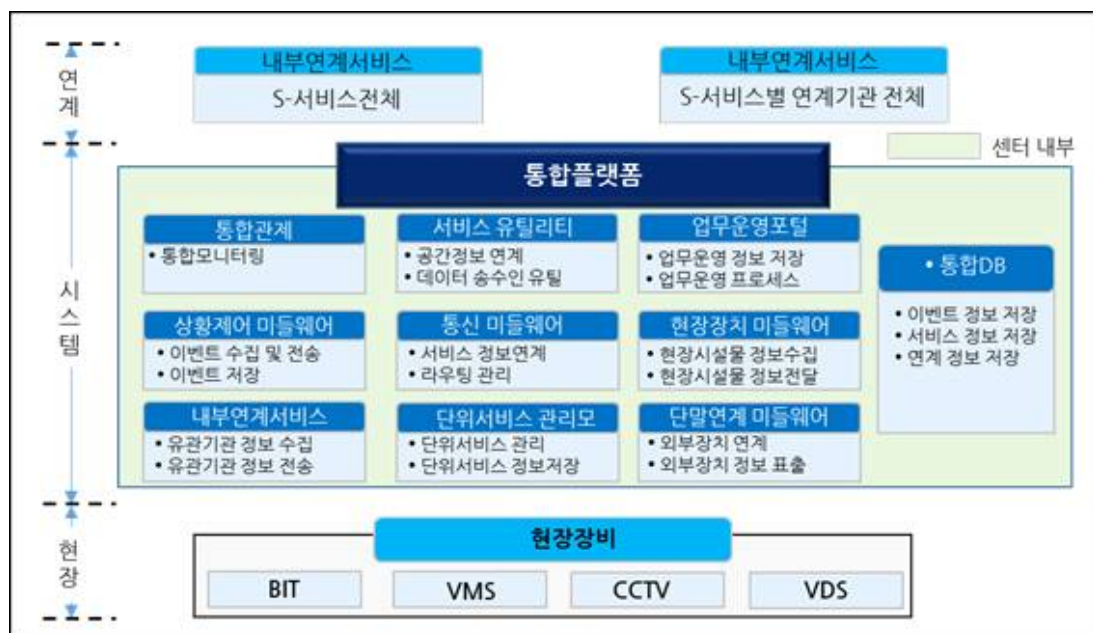 연계
내부연계서비스
S-서비스전체
내부연계서비스
S-서비스별 연계기관 전체
센터 내부
시스템
통합플랫폼
통합관제
• 통합모니터링
서비스 유틸리티
• 공간정보 연계
• 데이터 송수인 유틸
업무운영포털
• 업무운영 정보 저장
• 업무운영 프로세스
• 통합DB
• 이벤트 정보 저장
• 서비스 정보 저장
• 연계 정보 저장
상황제어 미들웨어
• 이벤트 수집 및 전송
• 이벤트 저장
통신 미들웨어
• 서비스 정보연계
• 라우팅 관리
현장장치 미들웨어
• 현장시설물 정보수집
• 현장시설물 정보전달
내부연계서비스
• 유관기관 정보 수집
• 유관기관 정보 전송
단위서비스 관리모
• 단위서비스 관리
• 단위서비스 정보저장
단말연계 미들웨어
• 외부장치 연계
• 외부장치 정보 표출
현장
현장장비
BIT
VMS
CCTV
VDS